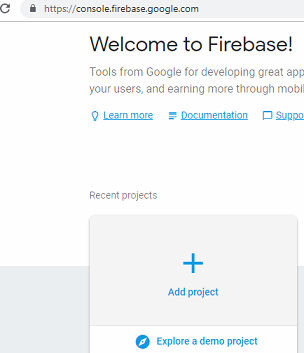 https://console.firebase.google.com
Welcome to Firebase!
Tools from Google for developing great app
your users, and earning more through mobil
Learn more Documentation Suppo
Recent projects
Add project
Explore a demo project